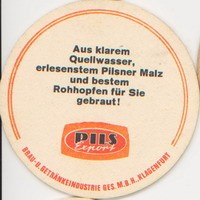 Aus klarem
Quellwasser,
erlesenstem Pilsner Malz
und bestem
Rohhopfen für Sie
gebraut!
PILS
Export
BRAU-U.GETRÄNKEINDUSTRIE GES.M.B.H., KLAGENFURT